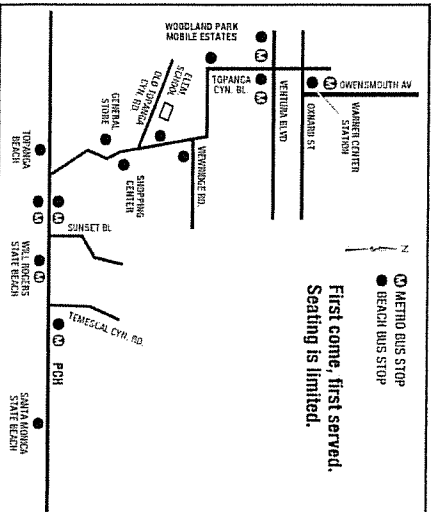 WOODLAND PARK
MOBILE ESTATES
M
TOPANGA
CYN. BL.
M
VENTURA BLVD
M OWENSMOUTH AV
OXNARD ST
WARNER CENTER
STATION
N
M METRO BUS STOP
BEACH BUS STOP
First come, first served.
Seating is limited.
ELEM.
SCHOOL
OLD TOPANGA
CYN. RD
GENERAL
STORE
VIEWRIDGE RD.
SHOPPING
CENTER
TOPANGA
BEACH
M
M
SUNSET BL
WILL ROGERS
STATE BEACH
M
TEMESCAL CYN. RD.
M
PCH
SANTA MONICA
STATE BEACH